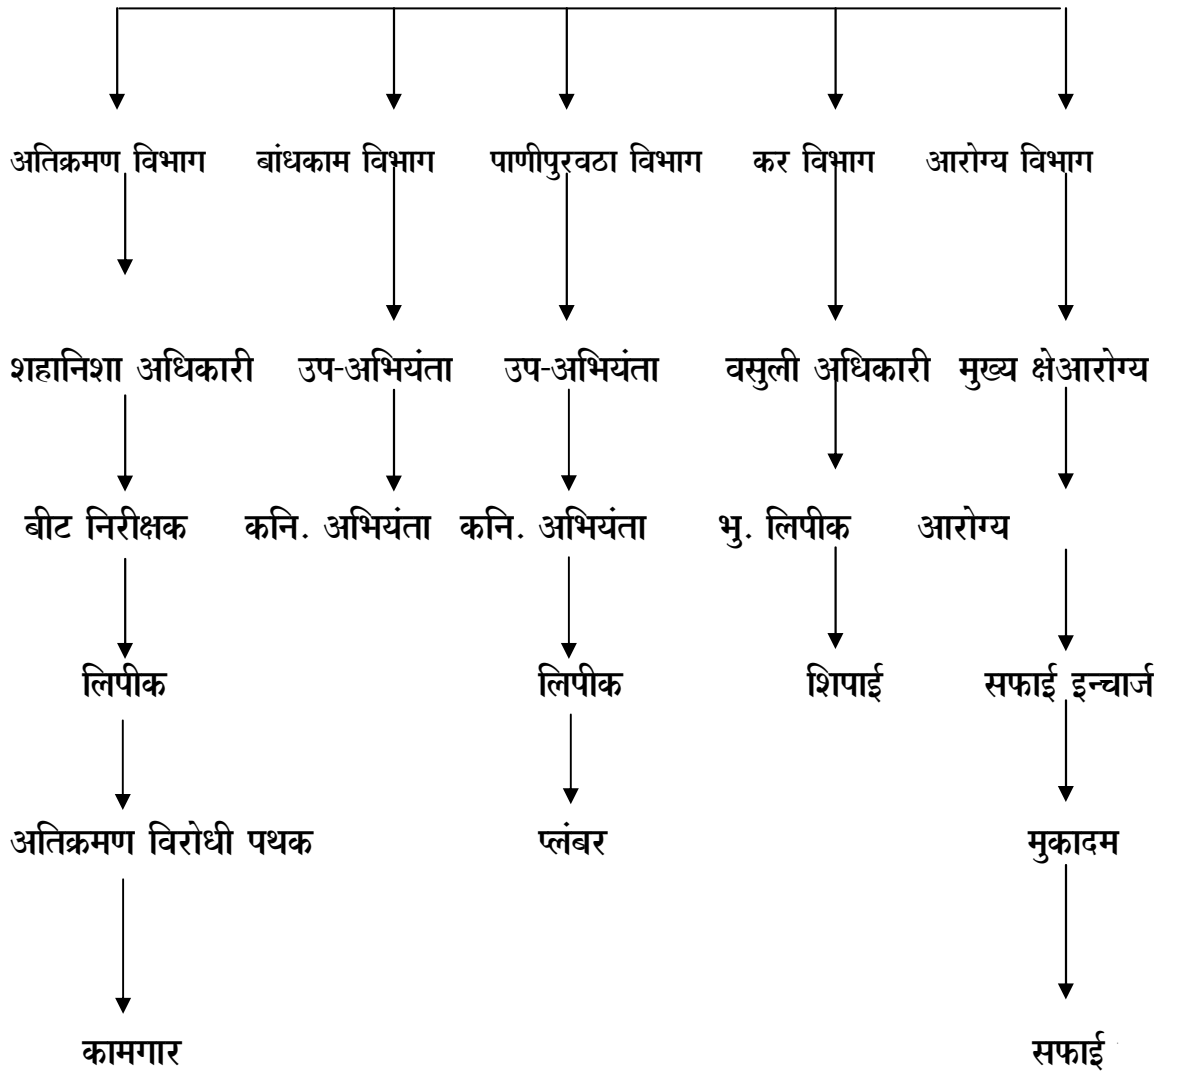 अतिक्रमण विभाग बांधकाम विभाग पाणीपुरवठा विभाग कर विभाग आरोग्य विभाग
शहानिशा अधिकारी उप-अभियंता उप-अभियंता वसुली अधिकारी मुख्य क्षेआरोग्य
बीट निरीक्षक कनि. अभियंता कनि. अभियंता भु. लिपीक आरोग्य
लिपीक लिपीक शिपाई सफाई इन्चार्ज
अतिक्रमण विरोधी पथक प्लंबर मुकादम
कामगार सफाई